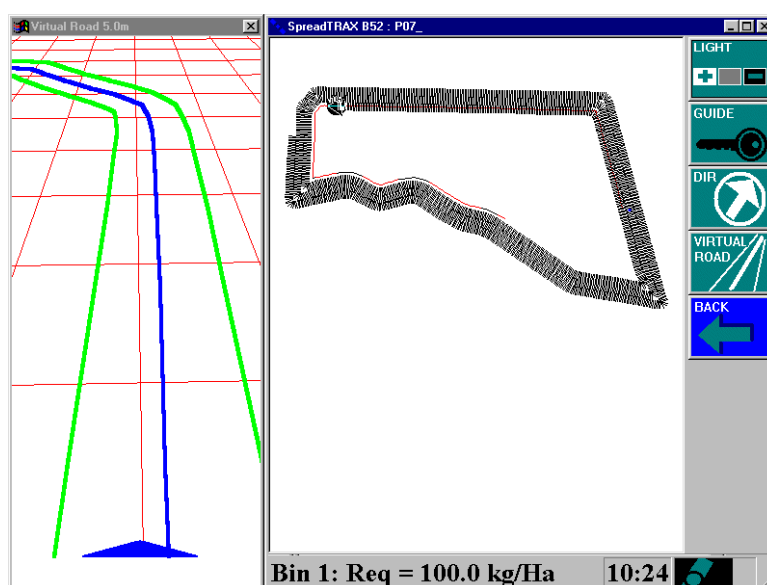 Virtual Road 5.0m
SpreadTRAX B52 : P07_
LIGHT
GUIDE
DIR
VIRTUAL
ROAD
BACK
Bin 1: Req = 100.0 kg/Ha
10:24